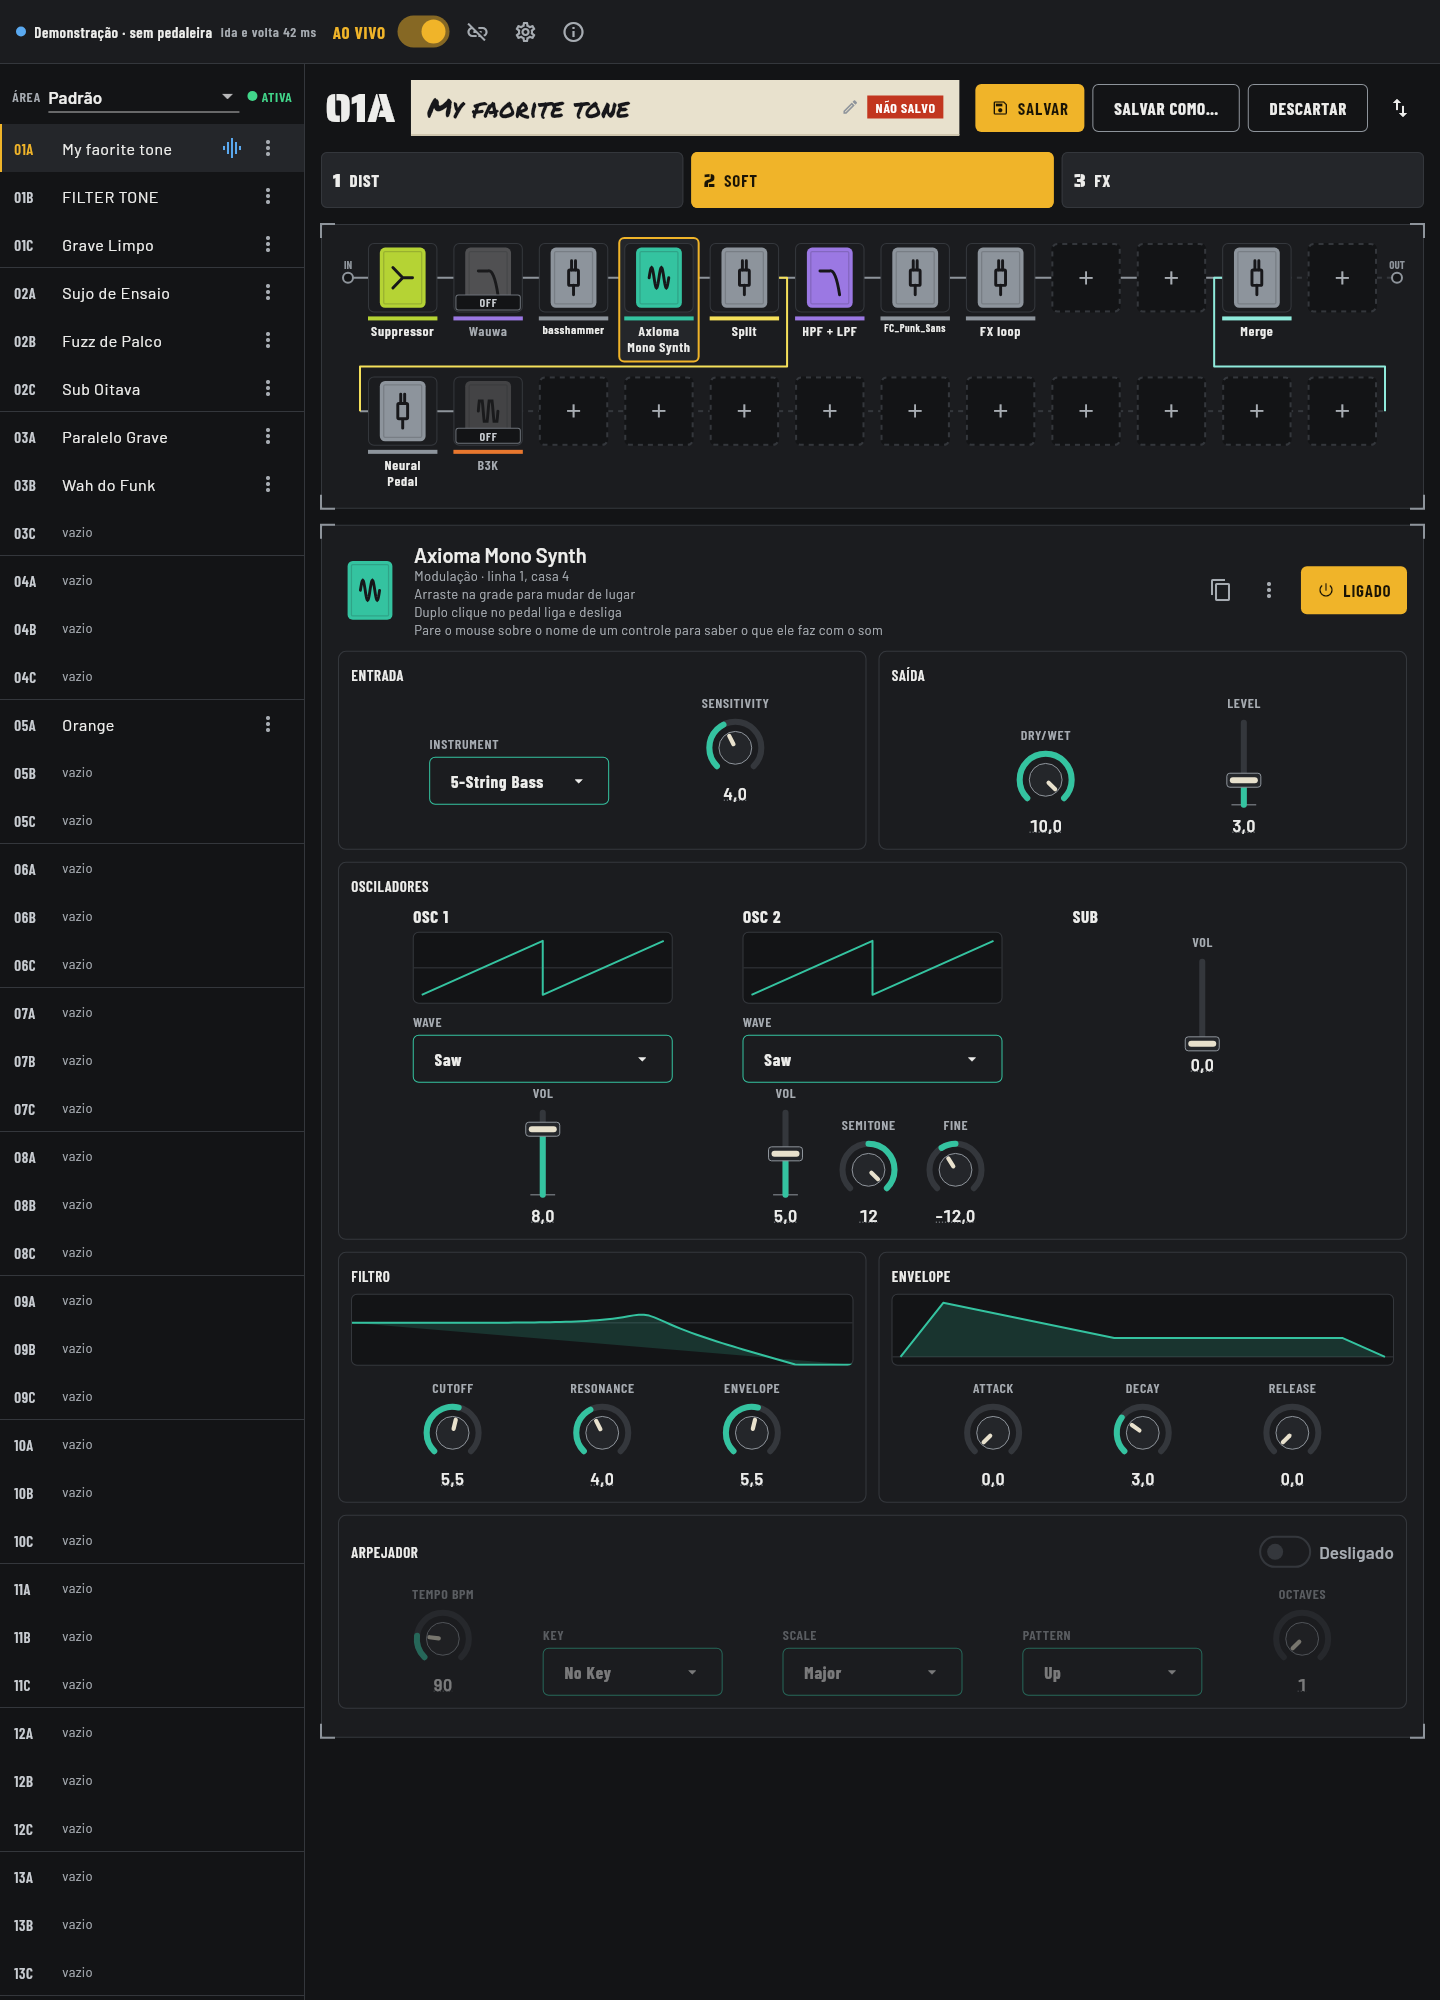 Demonstração · sem pedaleira Ida e volta 42 ms AO VIVO
ÁREA Padrão ATIVA
01A My faorite tone
01B FILTER TONE
01C Grave Limpo
02A Sujo de Ensaio
02B Fuzz de Palco
02C Sub Oitava
03A Paralelo Grave
03B Wah do Funk
03C vazio
04A vazio
04B vazio
04C vazio
05A Orange
05B vazio
05C vazio
06A vazio
06B vazio
06C vazio
07A vazio
07B vazio
07C vazio
08A vazio
08B vazio
08C vazio
09A vazio
09B vazio
09C vazio
10A vazio
10B vazio
10C vazio
11A vazio
11B vazio
11C vazio
12A vazio
12B vazio
12C vazio
13A vazio
13B vazio
13C vazio
01A My faorite tone NÃO SALVO SALVAR SALVAR COMO... DESCARTAR
1 DIST 2 SOFT 3 FX
IN OUT
OFF
Suppressor Wauwa basshammer Axioma Mono Synth Split HPF + LPF FC_Punk_Sans FX loop Merge
OFF
Neural Pedal B3K
Axioma Mono Synth
Modulação · linha 1, casa 4
Arraste na grade para mudar de lugar
Duplo clique no pedal liga e desliga
Pare o mouse sobre o nome de um controle para saber o que ele faz com o som
LIGADO
ENTRADA
INSTRUMENT SENSITIVITY
5-String Bass
4,0
SAÍDA
DRY/WET LEVEL
10,0 3,0
OSCILADORES
OSC 1 OSC 2 SUB
VOL
WAVE WAVE
Saw Saw
0,0
VOL VOL SEMITONE FINE
8,0 5,0 12 -12,0
FILTRO
CUTOFF RESONANCE ENVELOPE
5,5 4,0 5,5
ENVELOPE
ATTACK DECAY RELEASE
0,0 3,0 0,0
ARPEJADOR Desligado
TEMPO BPM KEY SCALE PATTERN OCTAVES
No Key Major Up
90 1